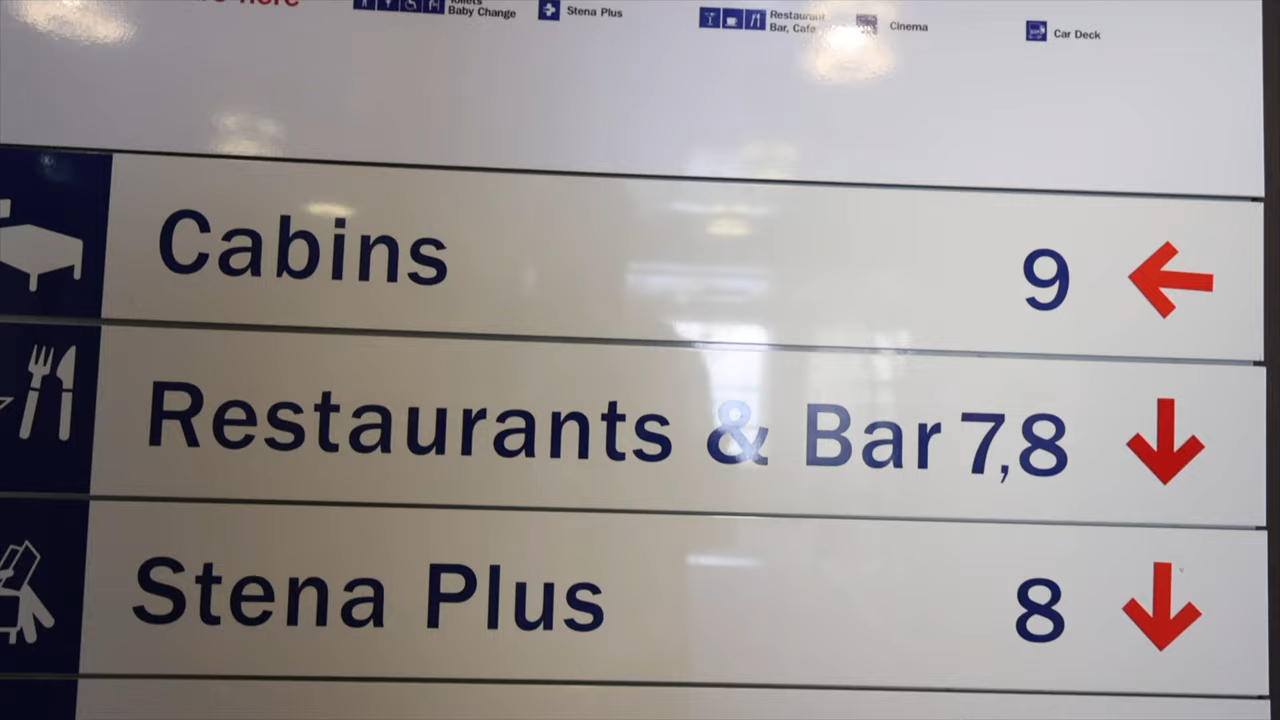 here
Toilets
Baby Change
Stena Plus
Restaurant
Bar, Cafe
Cinema
Car Deck
Cabins 9
Restaurants & Bar 7,8
Stena Plus 8